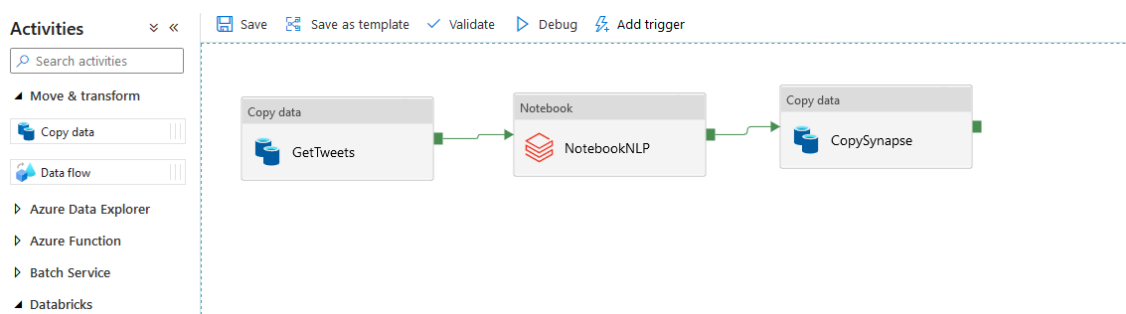 Activities
Search activities
Move & transform
Copy data
Data flow
Azure Data Explorer
Azure Function
Batch Service
Databricks
Save
Save as template
Validate
Debug
Add trigger
Copy data
GetTweets
Notebook
NotebookNLP
Copy data
CopySynapse